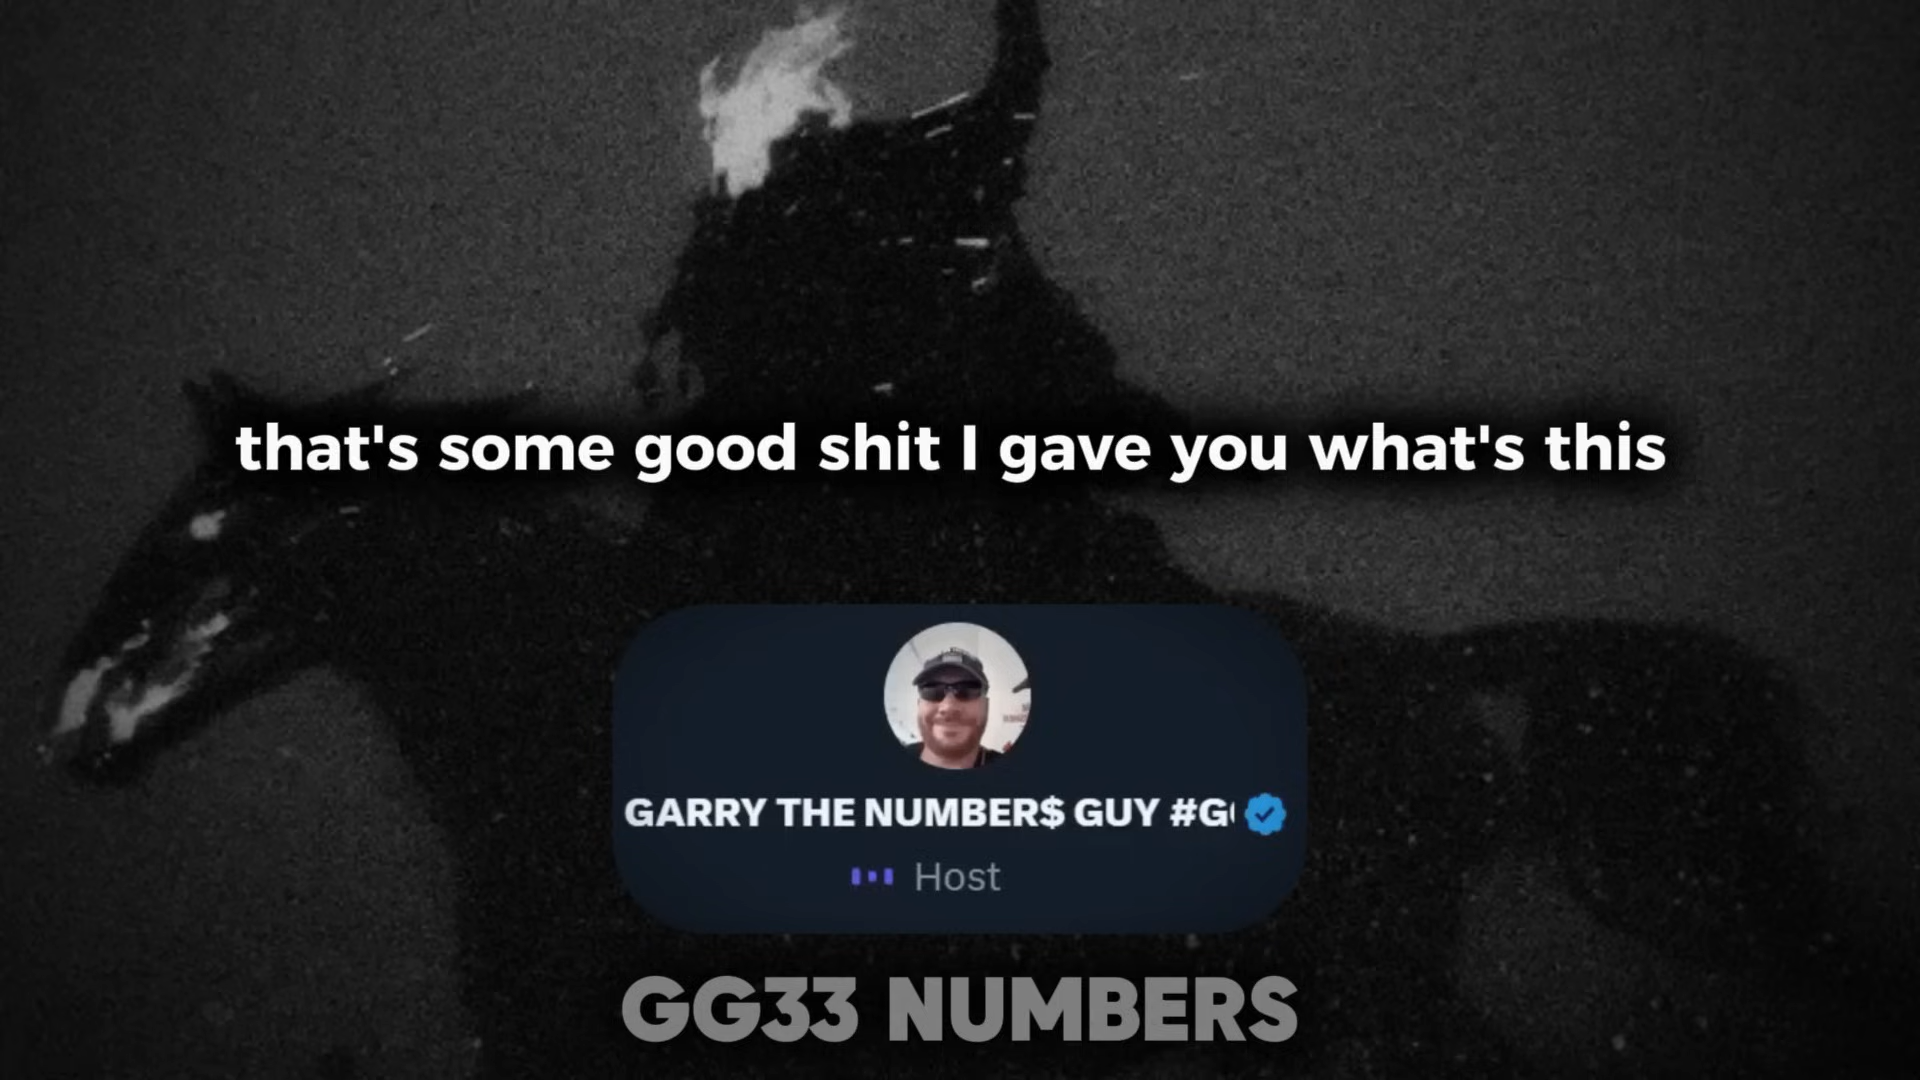 that's some good shit I gave you what's this
GARRY THE NUMBER$ GUY #G
Host
GG33 NUMBERS